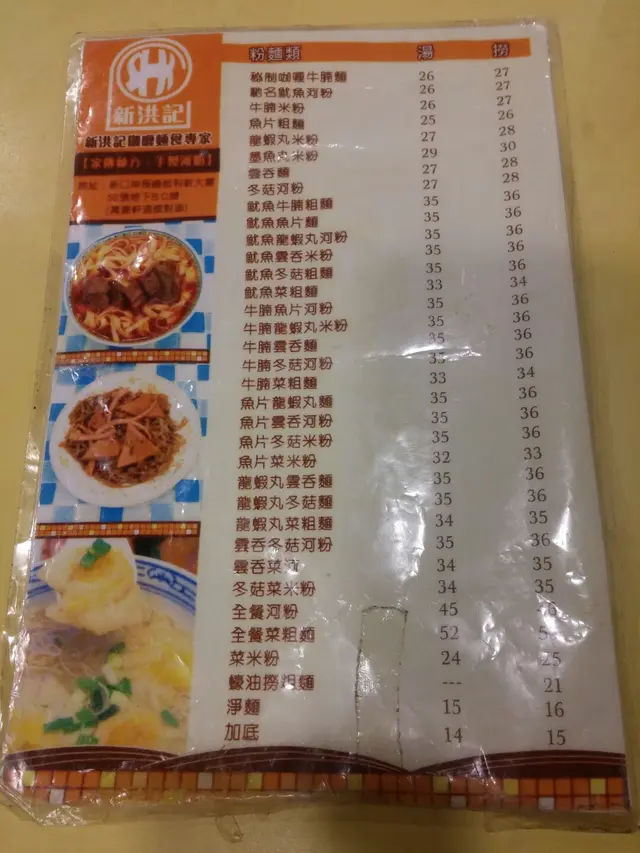 新洪記
新洪記咖喱麵食專家
粉麵類 湯 撈
秘制咖喱牛腩麵 26 27
馳名魷魚河粉 26 27
牛腩米粉 26 27
魚片粗麵 25 26
龍蝦丸米粉 27 28
墨魚丸米粉 29 30
雲吞麵 27 28
冬菇河粉 27 28
魷魚牛腩粗麵 35 36
魷魚魚片麵 35 36
魷魚龍蝦丸河粉 35 36
魷魚雲吞米粉 35 36
魷魚冬菇粗麵 35 36
魷魚菜粗麵 33 34
牛腩魚片河粉 35 36
牛腩龍蝦丸米粉 35 36
牛腩雲吞麵 35 36
牛腩冬菇河粉 35 36
牛腩菜粗麵 33 34
魚片龍蝦丸麵 35 36
魚片雲吞河粉 35 36
魚片冬菇米粉 35 36
魚片菜米粉 32 33
龍蝦丸雲吞麵 35 36
龍蝦丸冬菇麵 35 36
龍蝦丸菜粗麵 34 35
雲吞冬菇河粉 35 36
雲吞菜河 34 35
冬菇菜米粉 34 35
全餐河粉 45
全餐菜粗麵 52
菜米粉 24 25
蠔油撈粗麵 --- 21
淨麵 15 16
加底 14 15